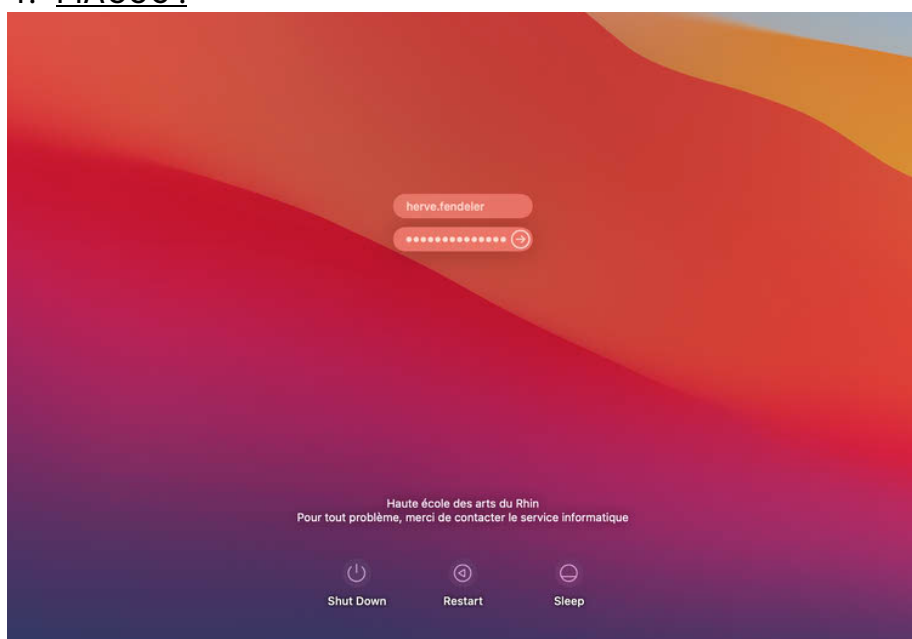 herve.fendeler
••••••••••••••
Haute école des arts du Rhin
Pour tout problème, merci de contacter le service informatique
Shut Down Restart Sleep